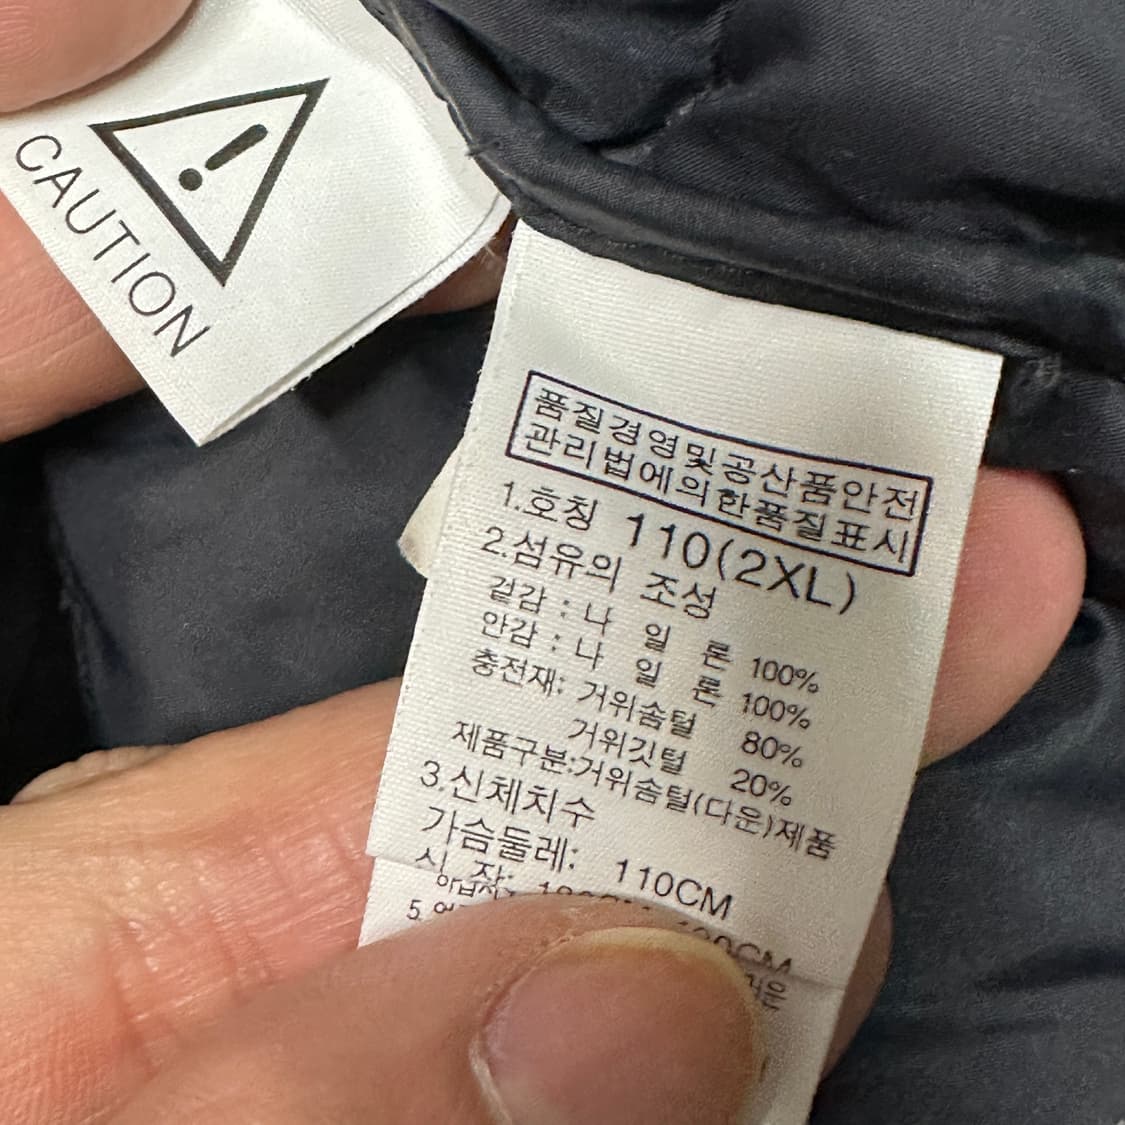 CAUTION
품질경영및공산품안전
관리법에의한품질표시
1.호칭 110(2XL)
2.섬유의 조성
겉감 : 나 일 론 100%
안감 : 나 일 론 100%
충전재: 거위솜털 80%
거위깃털 20%
제품구분:거위솜털(다운)제품
3.신체치수
가슴둘레: 110CM
신 장:
5.